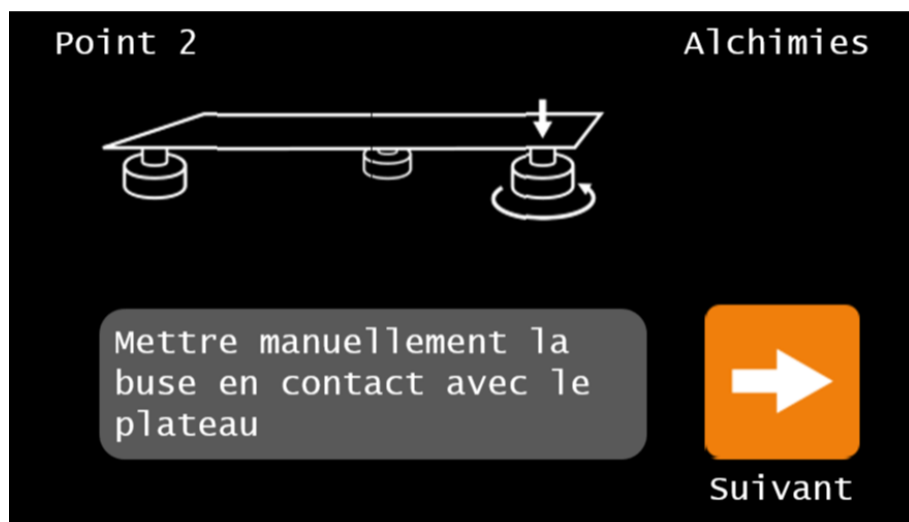 Point 2
Alchimies
Mettre manuellement la
buse en contact avec le
plateau
Suivant